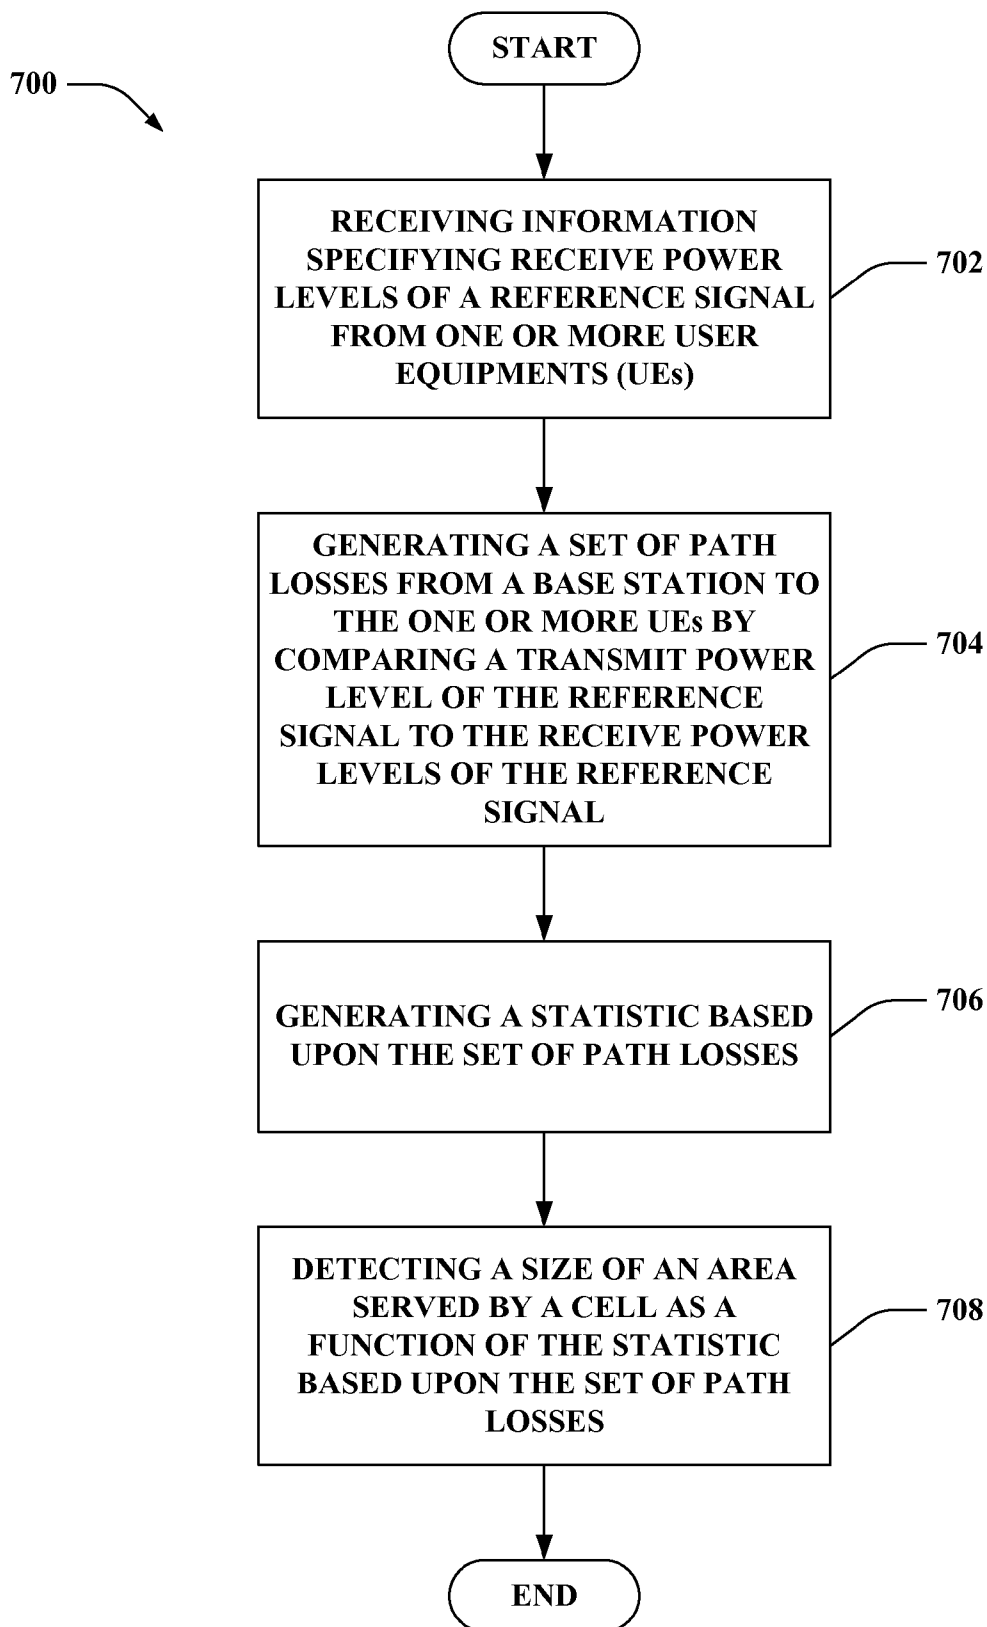 START
700
RECEIVING INFORMATION
SPECIFYING RECEIVE POWER
LEVELS OF A REFERENCE SIGNAL
FROM ONE OR MORE USER
EQUIPMENTS (UEs)
702
GENERATING A SET OF PATH
LOSSES FROM A BASE STATION TO
THE ONE OR MORE UEs BY
COMPARING A TRANSMIT POWER
LEVEL OF THE REFERENCE
SIGNAL TO THE RECEIVE POWER
LEVELS OF THE REFERENCE
SIGNAL
704
GENERATING A STATISTIC BASED
UPON THE SET OF PATH LOSSES
706
DETECTING A SIZE OF AN AREA
SERVED BY A CELL AS A
FUNCTION OF THE STATISTIC
BASED UPON THE SET OF PATH
LOSSES
708
END